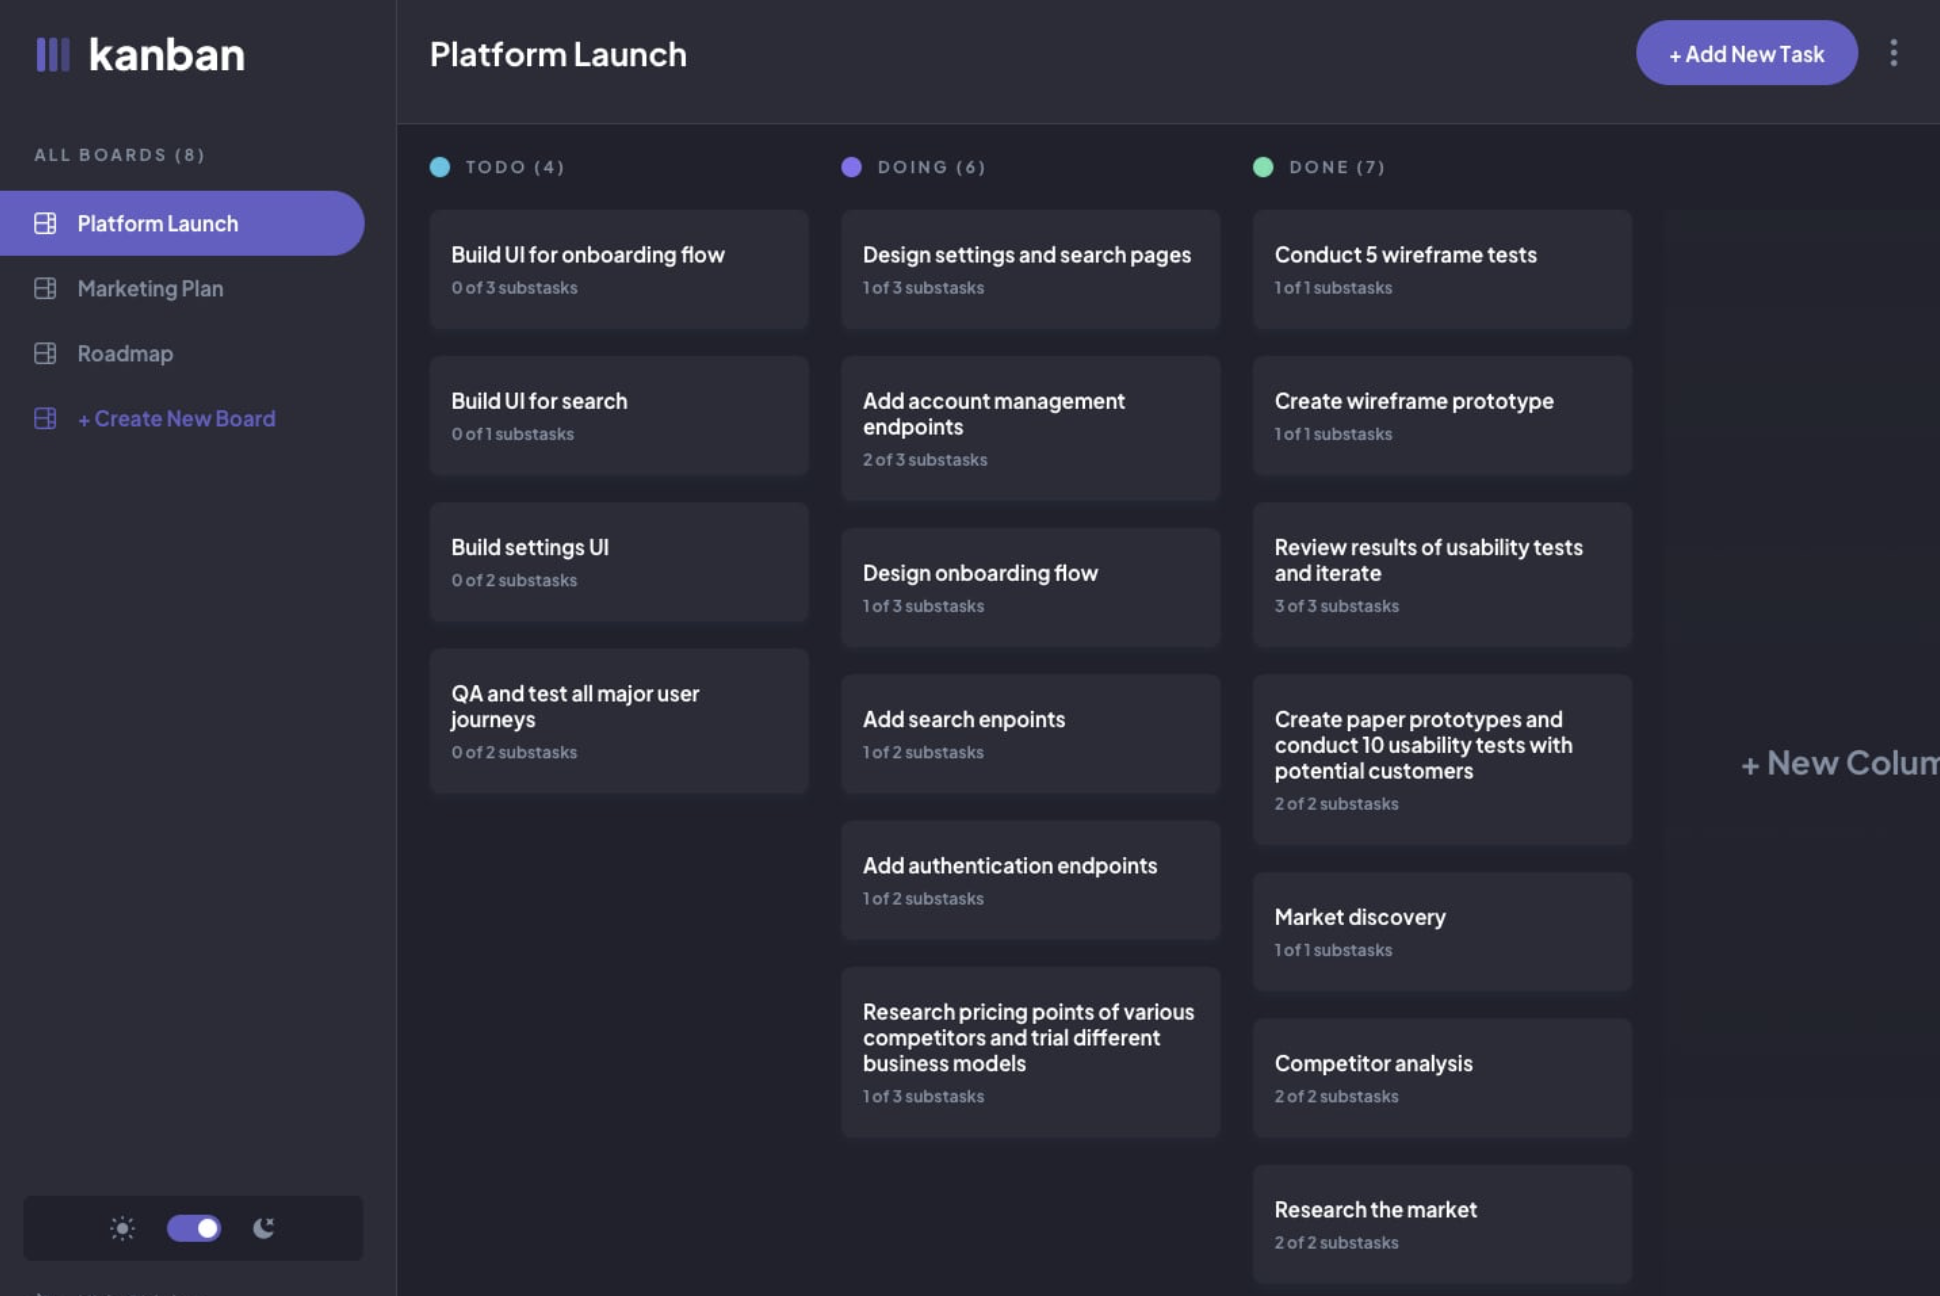 kanban
ALL BOARDS (8)
Platform Launch
Marketing Plan
Roadmap
+ Create New Board
Platform Launch
+ Add New Task
TODO (4)
Build UI for onboarding flow
0 of 3 substasks
Build UI for search
0 of 1 substasks
Build settings UI
0 of 2 substasks
QA and test all major user
journeys
0 of 2 substasks
DOING (6)
Design settings and search pages
1 of 3 substasks
Add account management
endpoints
2 of 3 substasks
Design onboarding flow
1 of 3 substasks
Add search enpoints
1 of 2 substasks
Add authentication endpoints
1 of 2 substasks
Research pricing points of various
competitors and trial different
business models
1 of 3 substasks
DONE (7)
Conduct 5 wireframe tests
1 of 1 substasks
Create wireframe prototype
1 of 1 substasks
Review results of usability tests
and iterate
3 of 3 substasks
Create paper prototypes and
conduct 10 usability tests with
potential customers
2 of 2 substasks
Market discovery
1 of 1 substasks
Competitor analysis
2 of 2 substasks
Research the market
2 of 2 substasks
+ New Colum